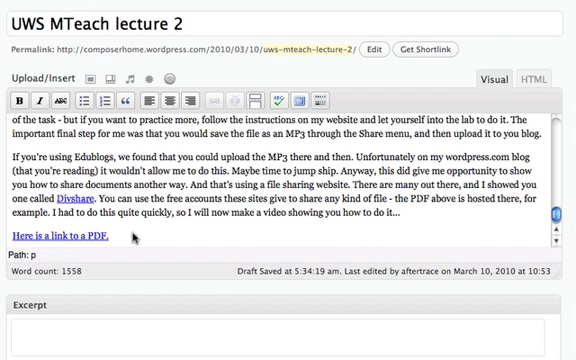 UWS MTeach lecture 2
Permalink: http://composerhome.wordpress.com/2010/03/10/uws-mteach-lecture-2/ Edit Get Shortlink
Upload/Insert Visual HTML
B I ABC “ ABC
of the task - but if you want to practice more, follow the instructions on my website and let yourself into the lab to do it. The
important final step for me was that you would save the file as an MP3 through the Share menu, and then upload it to you blog.
If you're using Edublogs, we found that you could upload the MP3 there and then. Unfortunately on my wordpress.com blog
(that you're reading) it wouldn't allow me to do this. Maybe time to jump ship. Anyway, this did give me opportunity to show
you how to share documents another way. And that's using a file sharing website. There are many out there, and I showed you
one called Divshare. You can use the free accounts these sites give to share any kind of file - the PDF above is hosted there, for
example. I had to do this quite quickly, so I will now make a video showing you how to do it...
Here is a link to a PDF.
Path: p
Word count: 1558 Draft Saved at 5:34:19 am. Last edited by aftertrace on March 10, 2010 at 10:53
Excerpt